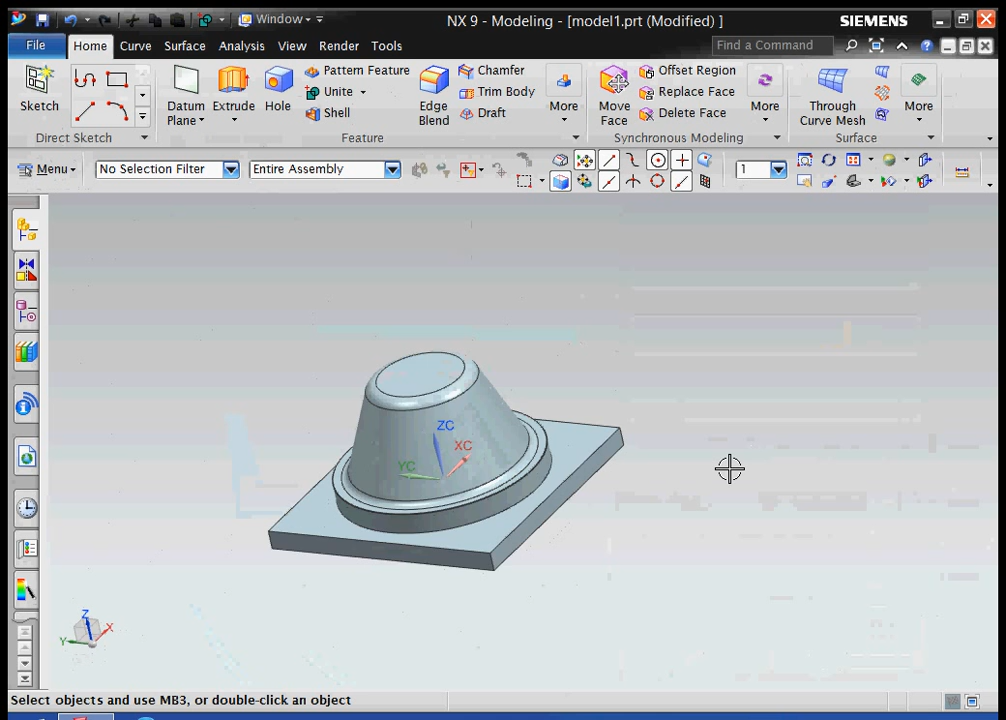 Window
NX 9 - Modeling - [model1.prt (Modified) ]
SIEMENS
File
Home
Curve
Surface
Analysis
View
Render
Tools
Find a Command
Sketch
Direct Sketch
Datum
Plane
Extrude
Hole
Pattern Feature
Unite
Shell
Edge
Blend
Chamfer
Trim Body
Draft
More
Feature
Move
Face
Offset Region
Replace Face
Delete Face
More
Synchronous Modeling
Through
Curve Mesh
More
Surface
Menu
No Selection Filter
Entire Assembly
1
ZC
XC
YC
Z
X
Y
Select objects and use MB3, or double-click an object